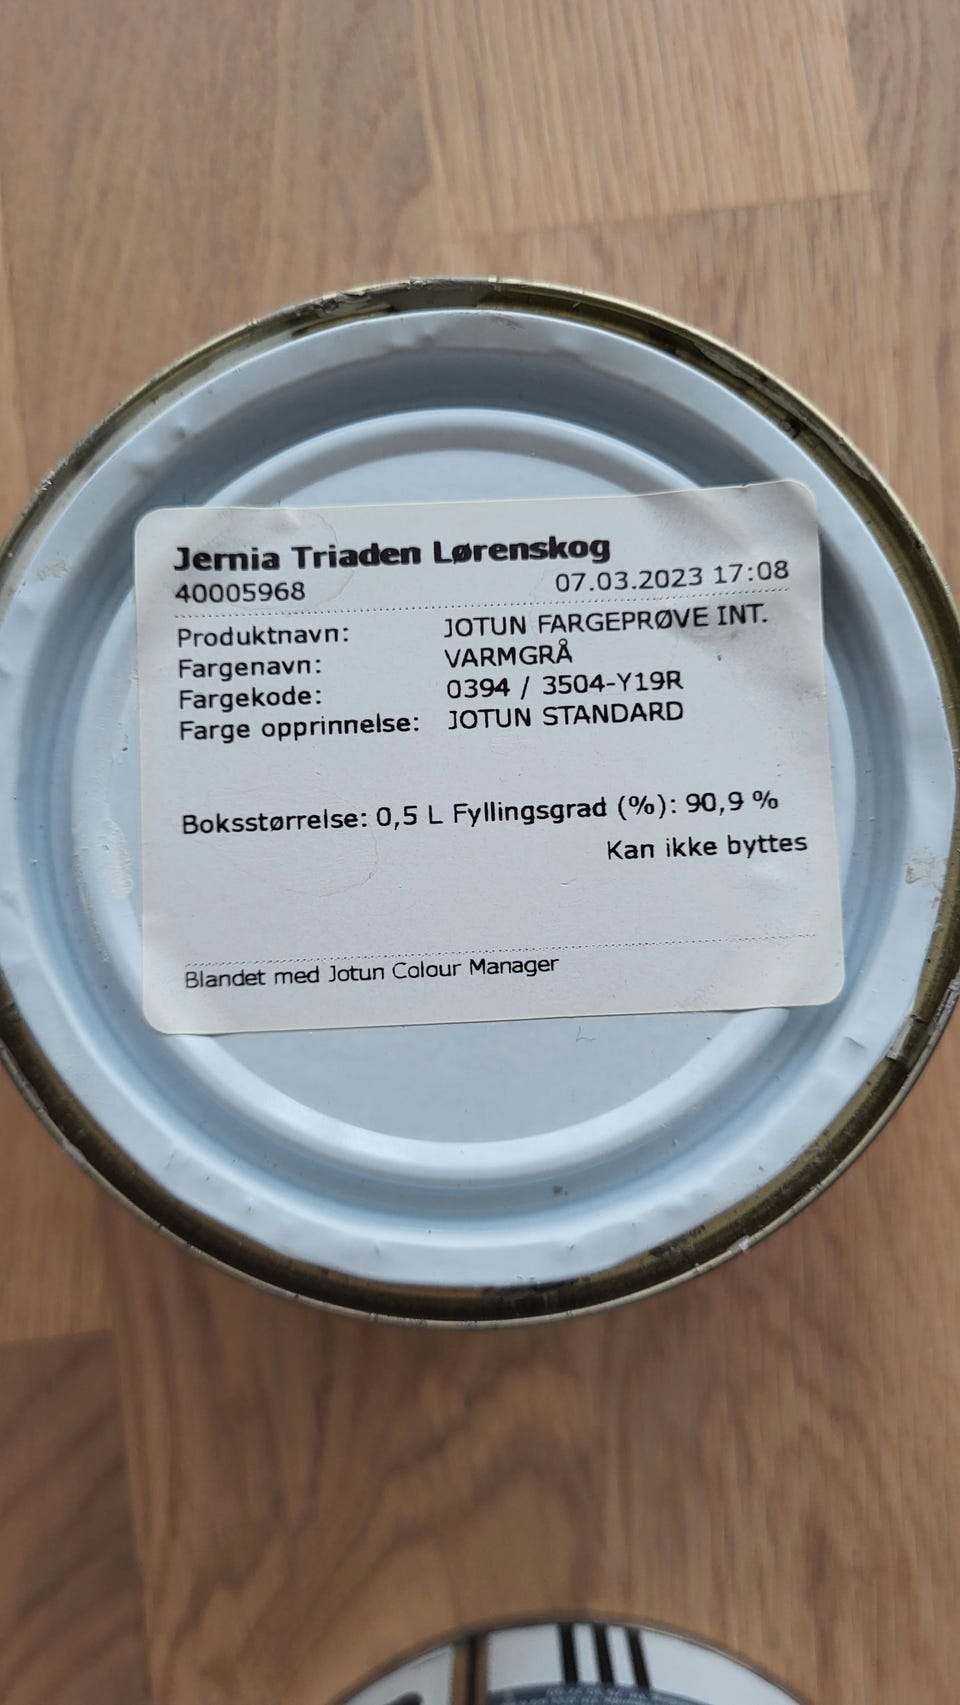 Jernia Triaden Lørenskog
40005968 07.03.2023 17:08
Produktnavn: JOTUN FARGEPRØVE INT.
Fargenavn: VARMGRÅ
Fargekode: 0394 / 3504-Y19R
Farge opprinnelse: JOTUN STANDARD
Boksstørrelse: 0,5 L Fyllingsgrad (%): 90,9 %
Kan ikke byttes
Blandet med Jotun Colour Manager